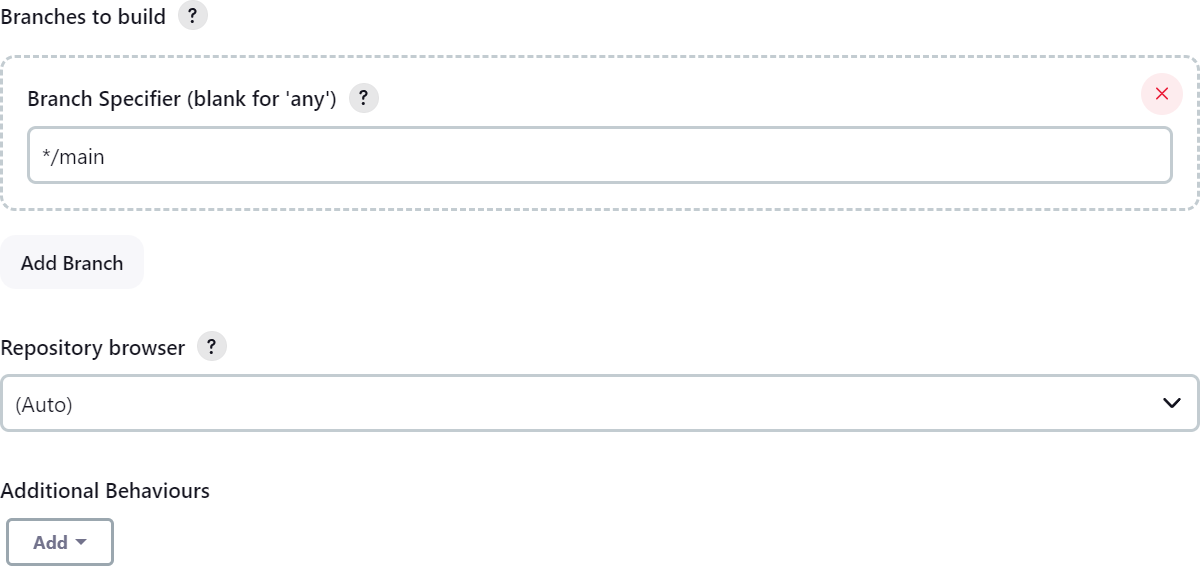 Branches to build ?
Branch Specifier (blank for 'any') ?
*/main
Add Branch
Repository browser ?
(Auto)
Additional Behaviours
Add